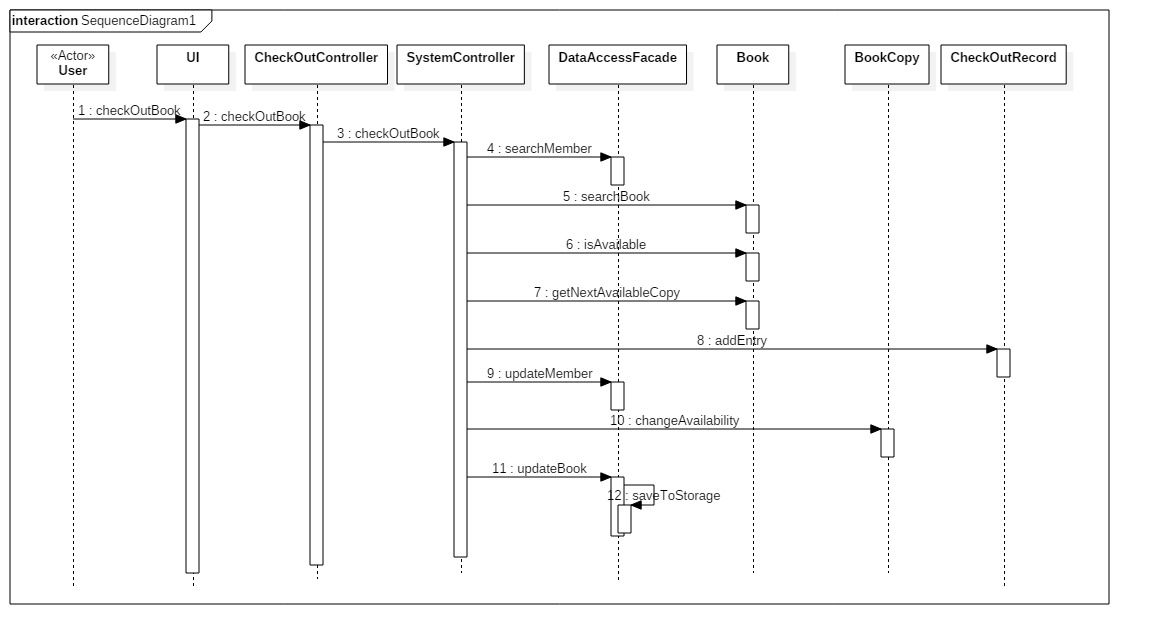 interaction SequenceDiagram1
«Actor»
User
UI
CheckOutController
SystemController
DataAccessFacade
Book
BookCopy
CheckOutRecord
1 : checkOutBook
2 : checkOutBook
3 : checkOutBook
4 : searchMember
5 : searchBook
6 : isAvailable
7 : getNextAvailableCopy
8 : addEntry
9 : updateMember
10 : changeAvailability
11 : updateBook
12 : saveToStorage